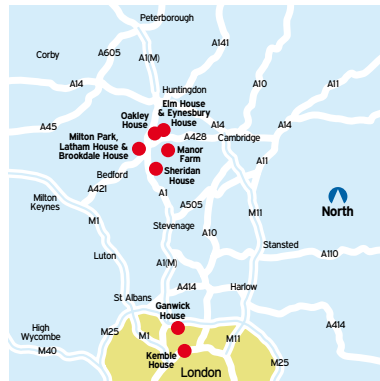 Peterborough
Corby
A605
A1(M)
A141
A14
Huntingdon
A10
A11
Elm House
& Eynesbury
House
Oakley
House
A45
A14
A14
Milton Park,
Latham House &
Brookdale House
A428
Cambridge
Manor
Farm
A11
Bedford
Sheridan
House
A421
A1
A505
Milton
Keynes
M1
M11
North
Stevenage
A10
Stansted
Luton
A1(M)
A110
St Albans
A414
Harlow
Ganwick
House
High
Wycombe
M25
M1
M11
A414
M40
Kemble
House
M25
London